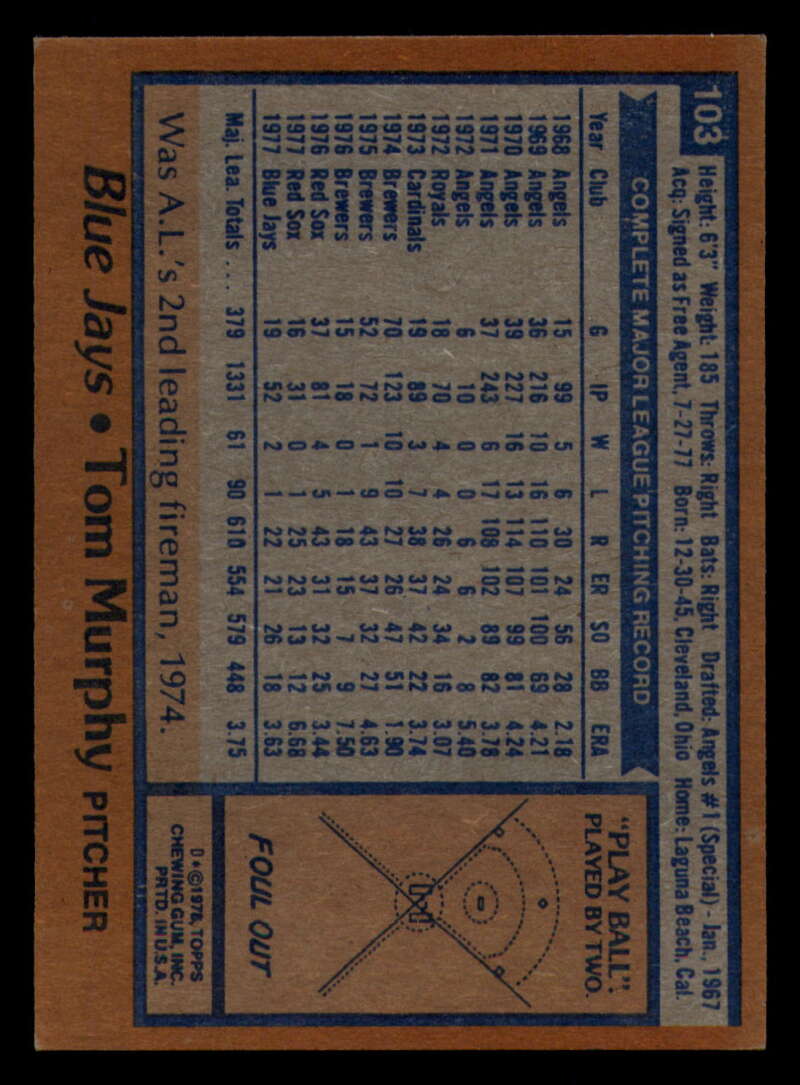 103
Height: 6'3" Weight: 185 Throws: Right Bats: Right Drafted: Angels #1 (Special) - Jan., 1967
Acq: Signed as Free Agent, 7-27-77 Born: 12-30-45, Cleveland, Ohio Home: Laguna Beach, Cal.
COMPLETE MAJOR LEAGUE PITCHING RECORD
Year Club G IP W L R ER SO BB ERA
1968 Angels 15 99 5 6 30 24 56 28 2.18
1969 Angels 36 216 10 16 110 101 100 69 4.21
1970 Angels 39 227 16 13 114 107 99 81 4.24
1971 Angels 37 243 6 17 108 102 89 82 3.78
1972 Angels 6 10 0 0 6 6 2 8 5.40
1972 Royals 18 70 4 4 26 24 34 16 3.07
1973 Cardinals 19 89 3 7 38 37 42 22 3.74
1974 Brewers 70 123 10 10 27 26 47 51 1.90
1975 Brewers 52 72 1 9 43 37 32 27 4.63
1976 Brewers 15 18 0 1 18 15 7 9 7.50
1976 Red Sox 37 81 4 5 43 31 32 25 3.44
1977 Red Sox 16 31 0 1 25 23 13 12 6.68
1977 Blue Jays 19 52 2 1 22 21 26 18 3.63
Maj. Lea. Totals . . . 379 1331 61 90 610 554 579 448 3.75
Was A.L.'s 2nd leading fireman, 1974.
"PLAY BALL":
PLAYED BY TWO.
FOUL OUT
D*©1978, TOPPS
CHEWING GUM, INC.
PRTD. IN U.S.A.
Blue Jays • Tom Murphy PITCHER